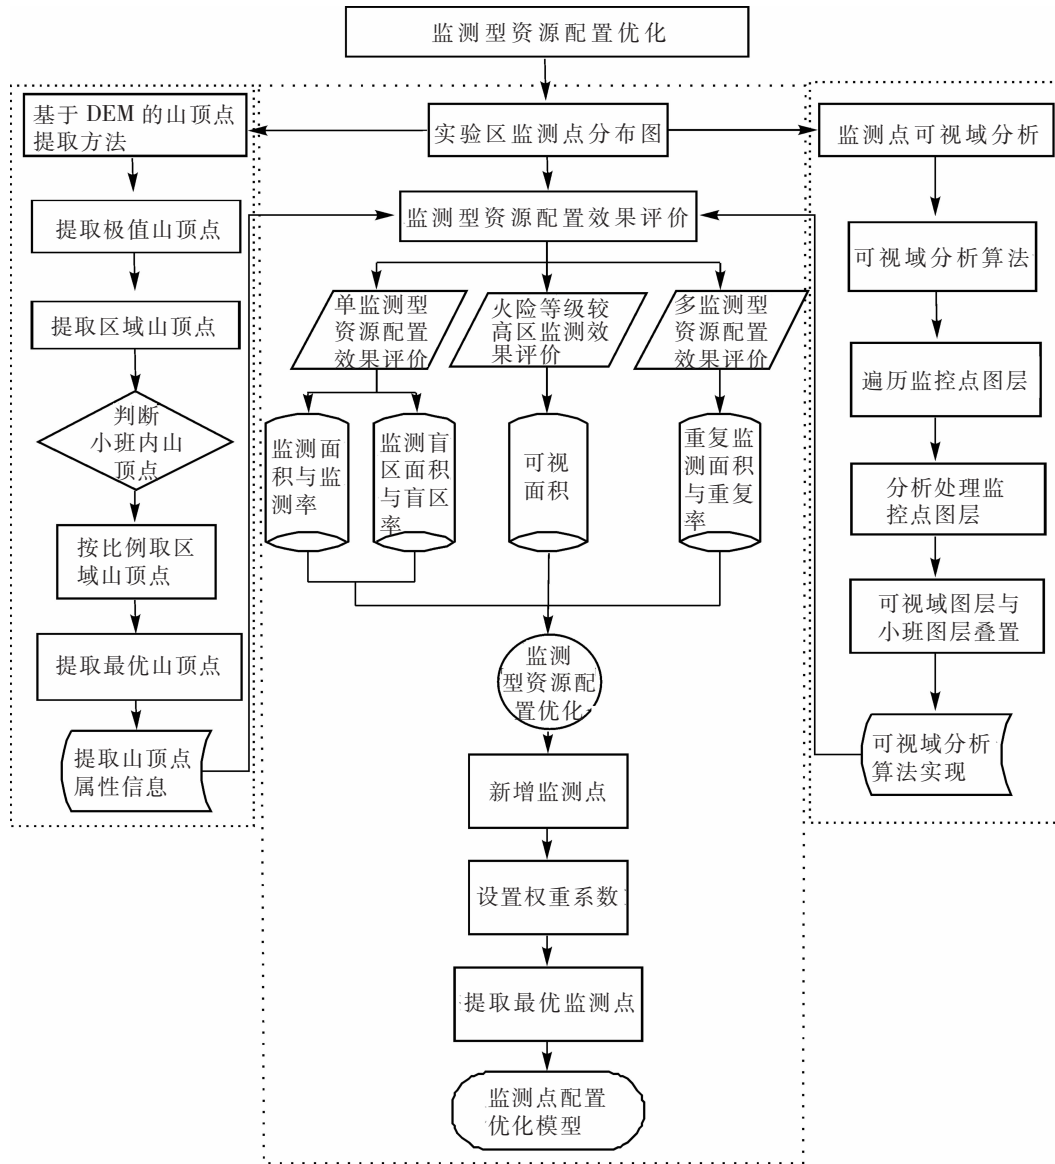 监测型资源配置优化
基于 DEM 的山顶点
提取方法
实验区监测点分布图
监测点可视域分析
提取极值山顶点
监测型资源配置效果评价
可视域分析算法
提取区域山顶点
单监测型
资源配置
效果评价
火险等级较
高区监测效
果评价
多监测型
资源配置
效果评价
遍历监控点图层
判断
小班内山
顶点
监测面
积与监
测率
监测盲
区面积
与盲区
率
可视
面积
重复监
测面积
与重复
率
分析处理监
控点图层
按比例取区
域山顶点
可视域图层与
小班图层叠置
提取最优山顶点
监测
型资源配
置优化
提取山顶点
属性信息
可视域分析
算法实现
新增监测点
设置权重系数
提取最优监测点
监测点配置
优化模型